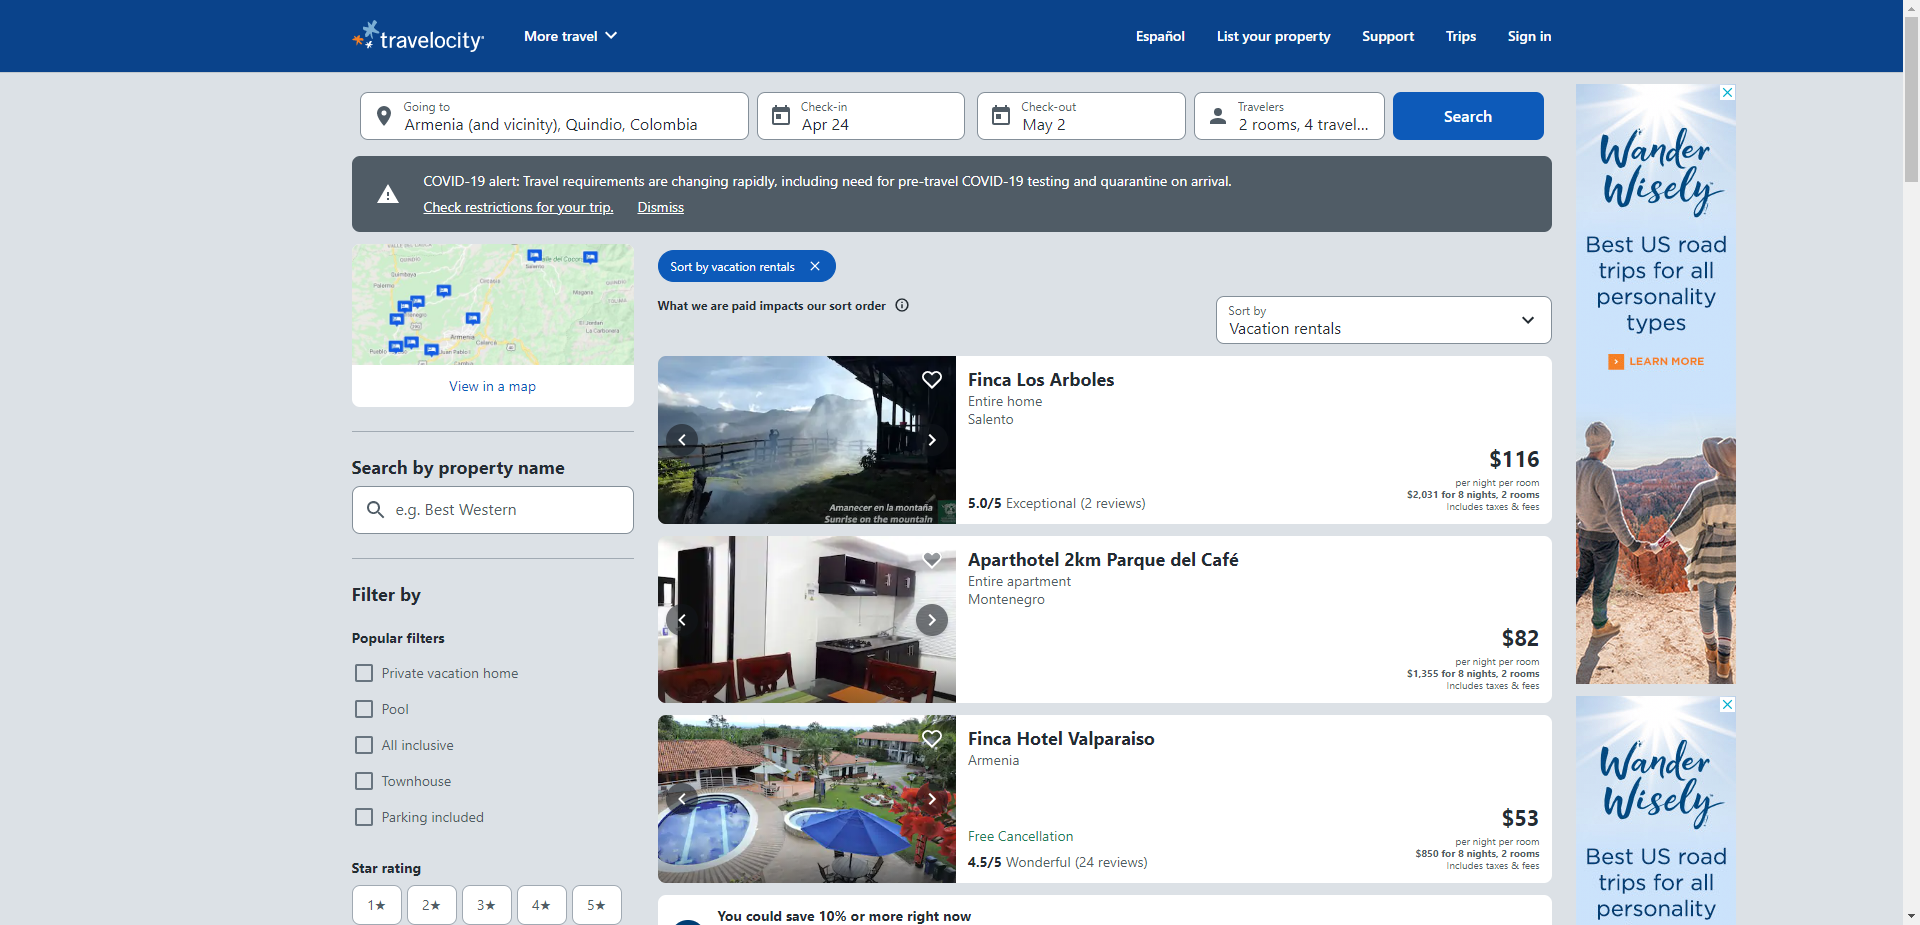 travelocity
More travel
Español
List your property
Support
Trips
Sign in
Going to
Armenia (and vicinity), Quindio, Colombia
Check-in
Apr 24
Check-out
May 2
Travelers
2 rooms, 4 travel...
Search
COVID-19 alert: Travel requirements are changing rapidly, including need for pre-travel COVID-19 testing and quarantine on arrival.
Check restrictions for your trip.
Dismiss
View in a map
Search by property name
e.g. Best Western
Filter by
Popular filters
Private vacation home
Pool
All inclusive
Townhouse
Parking included
Star rating
1★
2★
3★
4★
5★
Sort by vacation rentals
What we are paid impacts our sort order
Sort by
Vacation rentals
Finca Los Arboles
Entire home
Salento
$116
per night per room
$2,031 for 8 nights, 2 rooms
Includes taxes & fees
5.0/5 Exceptional (2 reviews)
Amanecer en la montaña
Sunrise on the mountain
Aparthotel 2km Parque del Café
Entire apartment
Montenegro
$82
per night per room
$1,355 for 8 nights, 2 rooms
Includes taxes & fees
Finca Hotel Valparaiso
Armenia
Free Cancellation
4.5/5 Wonderful (24 reviews)
$53
per night per room
$850 for 8 nights, 2 rooms
Includes taxes & fees
You could save 10% or more right now
Wander
Wisely
Best US road
trips for all
personality
types
LEARN MORE
Wander
Wisely
Best US road
trips for all
personality